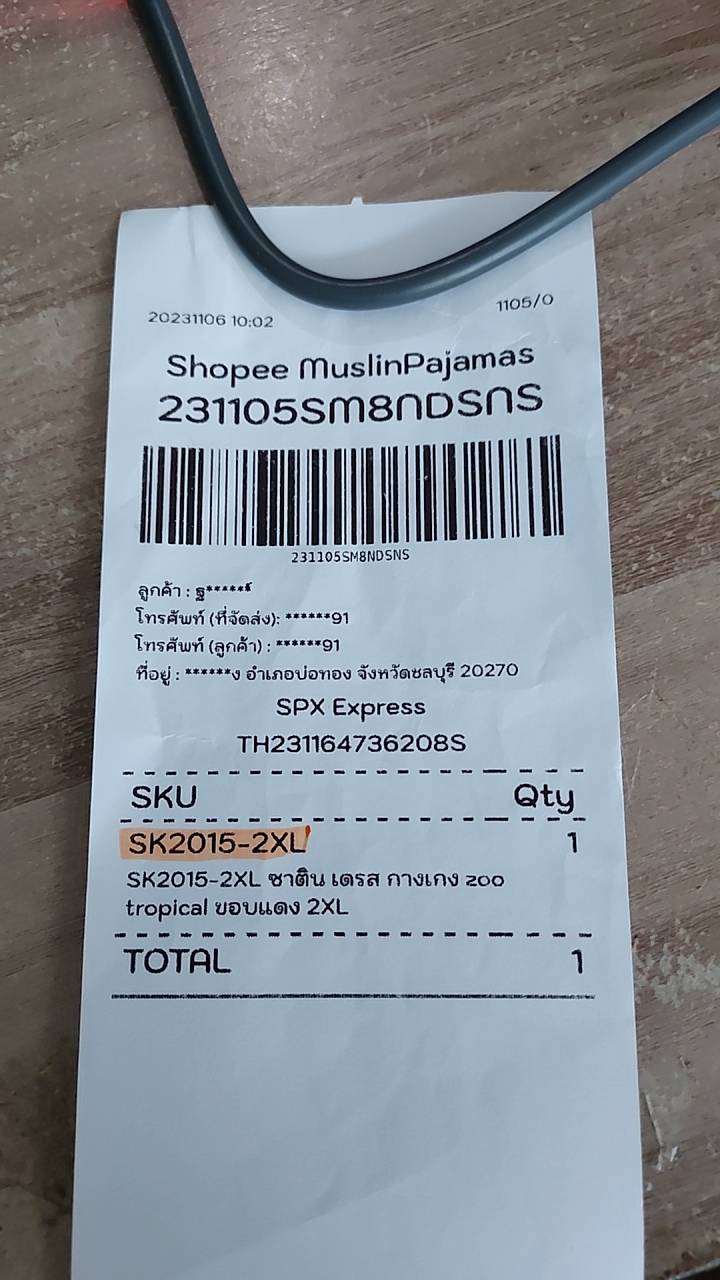 20231106 10:02
1105/0
Shopee MuslinPajamas
231105SM8NDSNS
231105SM8NDSNS
ลูกค้า : ฐ*****์
โทรศัพท์ (ที่จัดส่ง): ******91
โทรศัพท์ (ลูกค้า) : ******91
ที่อยู่ : ******ง อำเภอบ่อทอง จังหวัดชลบุรี 20270
SPX Express
TH231164736208S
SKU Qty
SK2015-2XL 1
SK2015-2XL ซาติน เดรส กางเกง zoo
tropical ขอบแดง 2XL
TOTAL 1